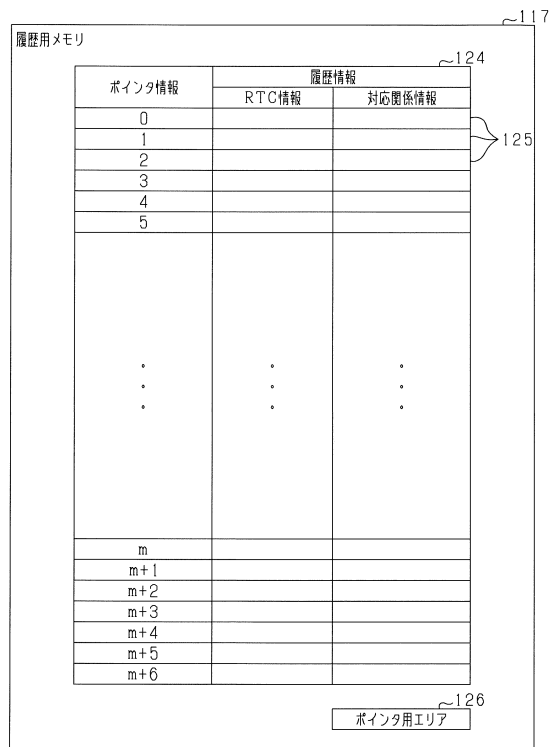 117
履歴用メモリ
124
ポインタ情報
履歴情報
RTC情報
対応関係情報
0
1
125
2
3
4
5
m
m+1
m+2
m+3
m+4
m+5
m+6
126
ポインタ用エリア